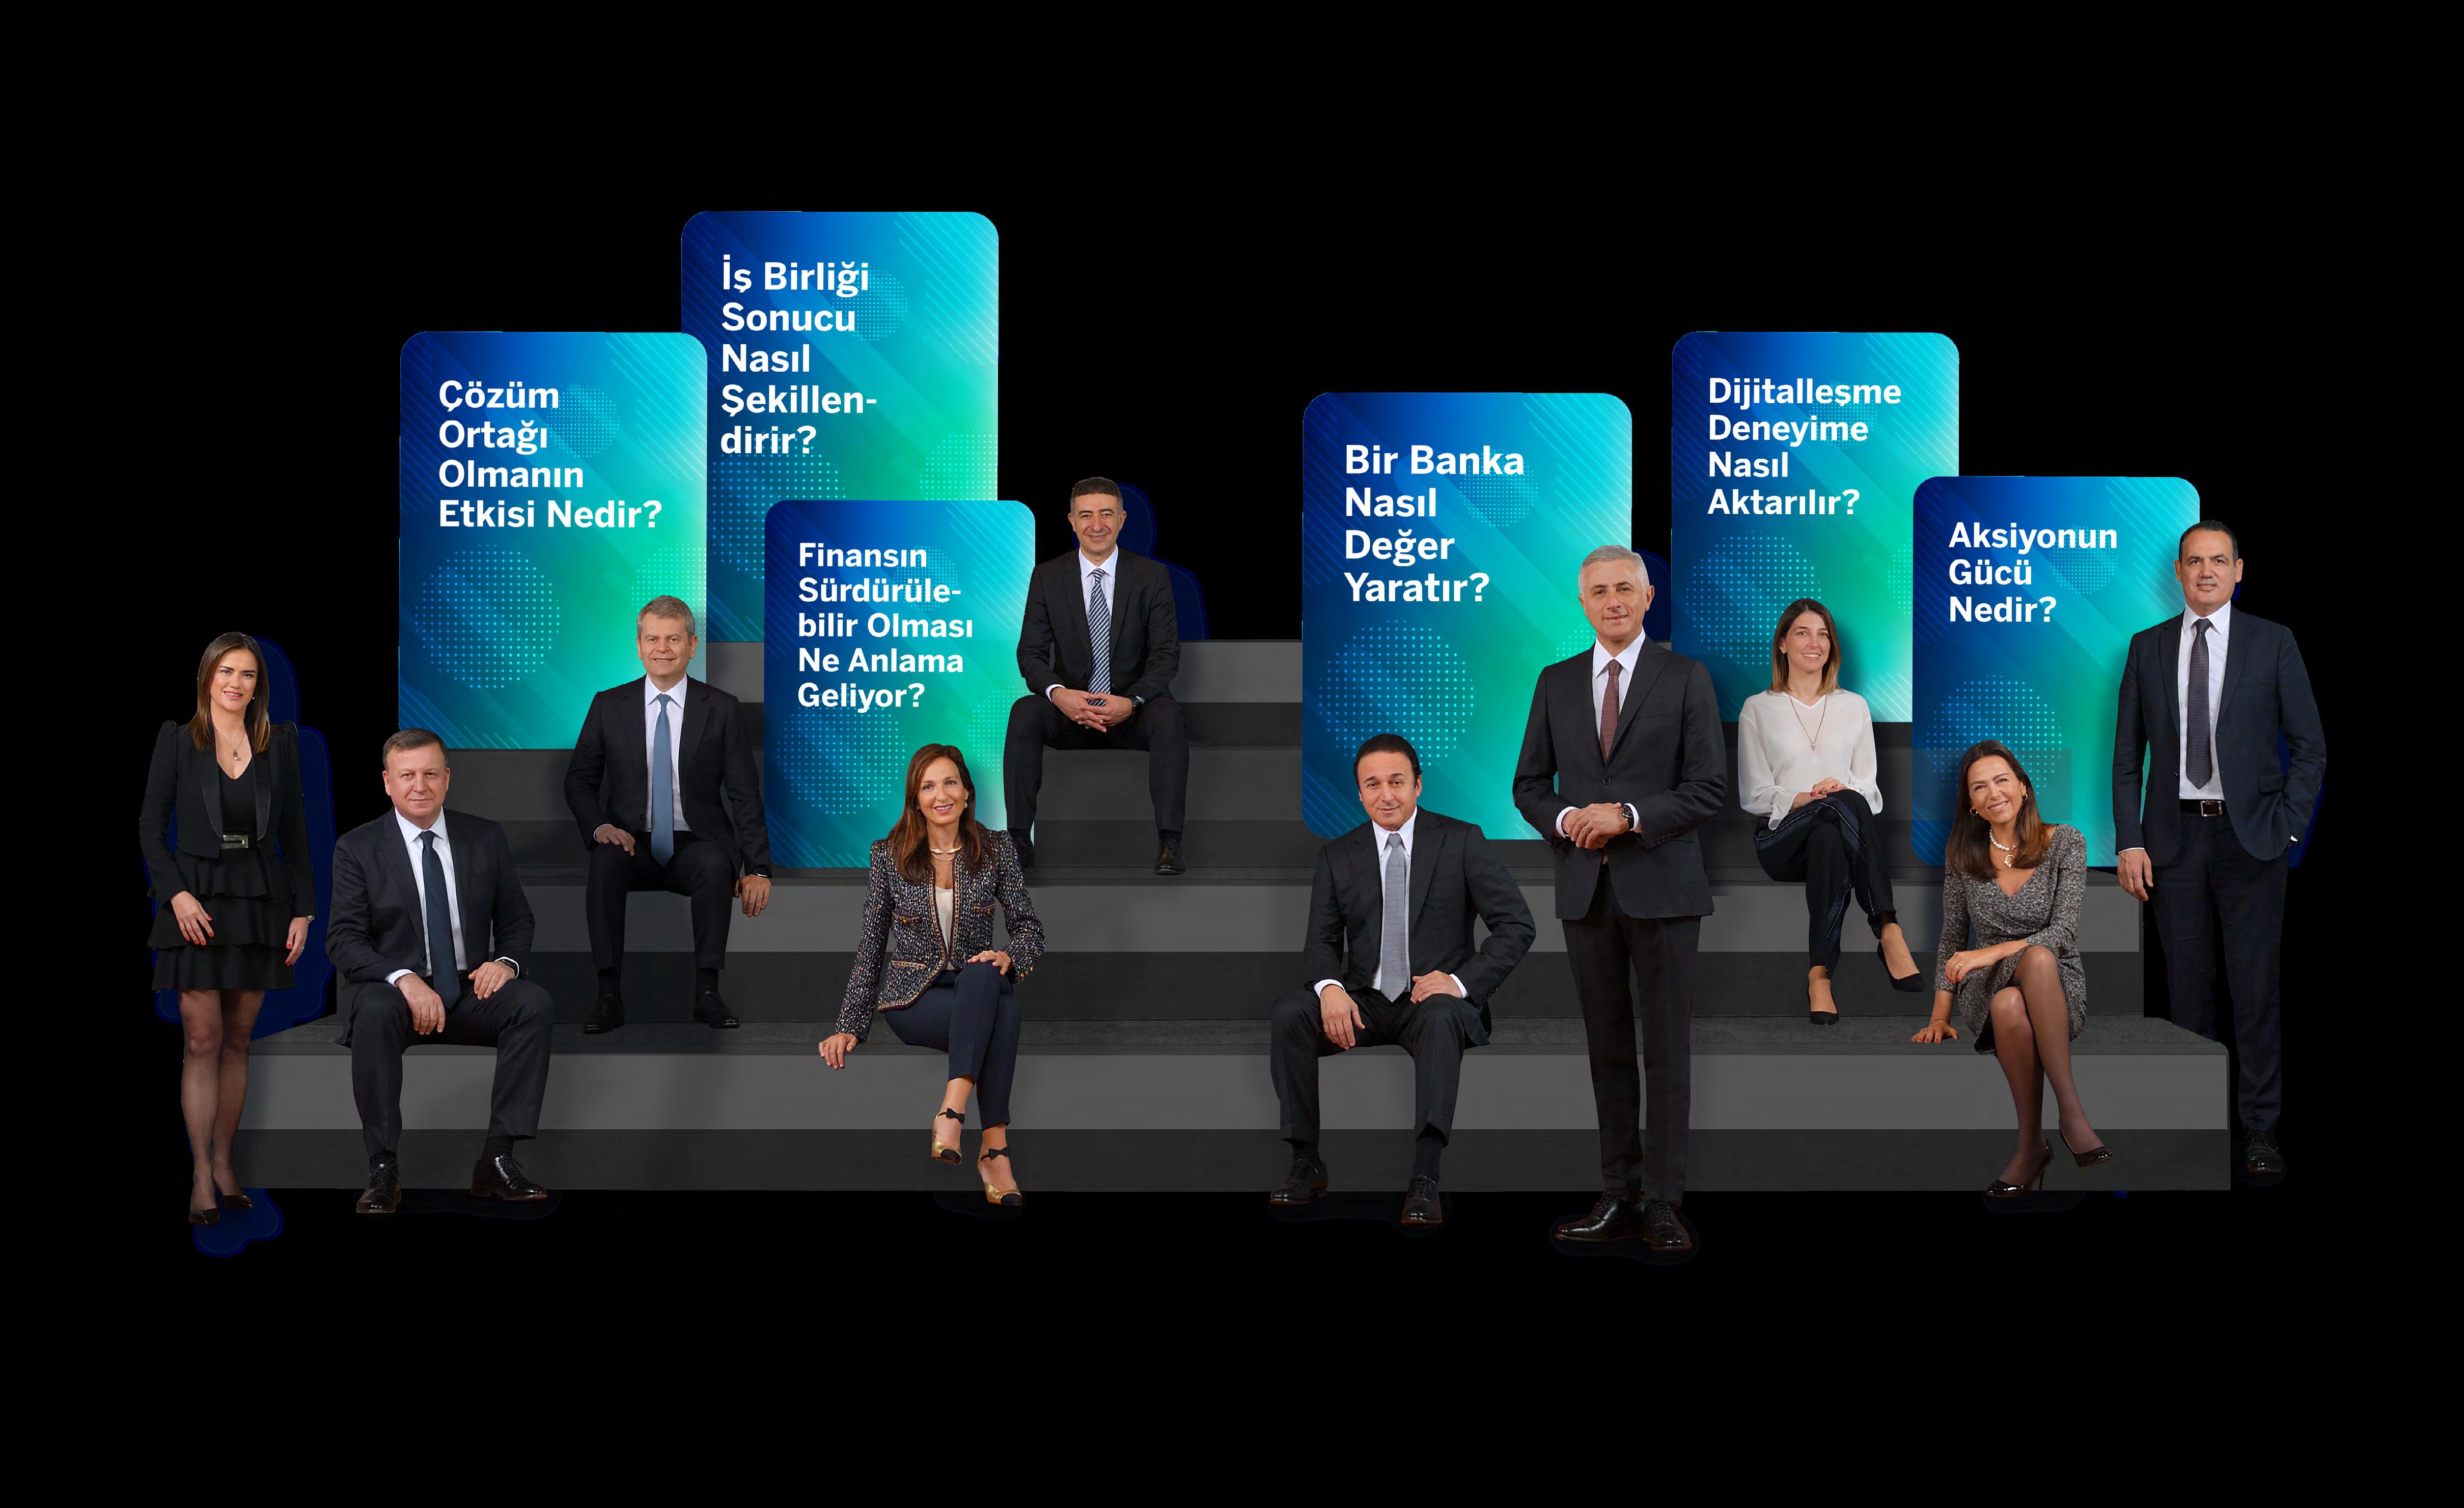 İş Birliği
Sonucu
Nasıl
Şekillen-
dirir?
Çözüm
Ortağı
Olmanın
Etkisi Nedir?
Finansın
Sürdürüle-
bilir Olması
Ne Anlama
Geliyor?
Bir Banka
Nasıl
Değer
Yaratır?
Dijitalleşme
Deneyime
Nasıl
Aktarılır?
Aksiyonun
Gücü
Nedir?